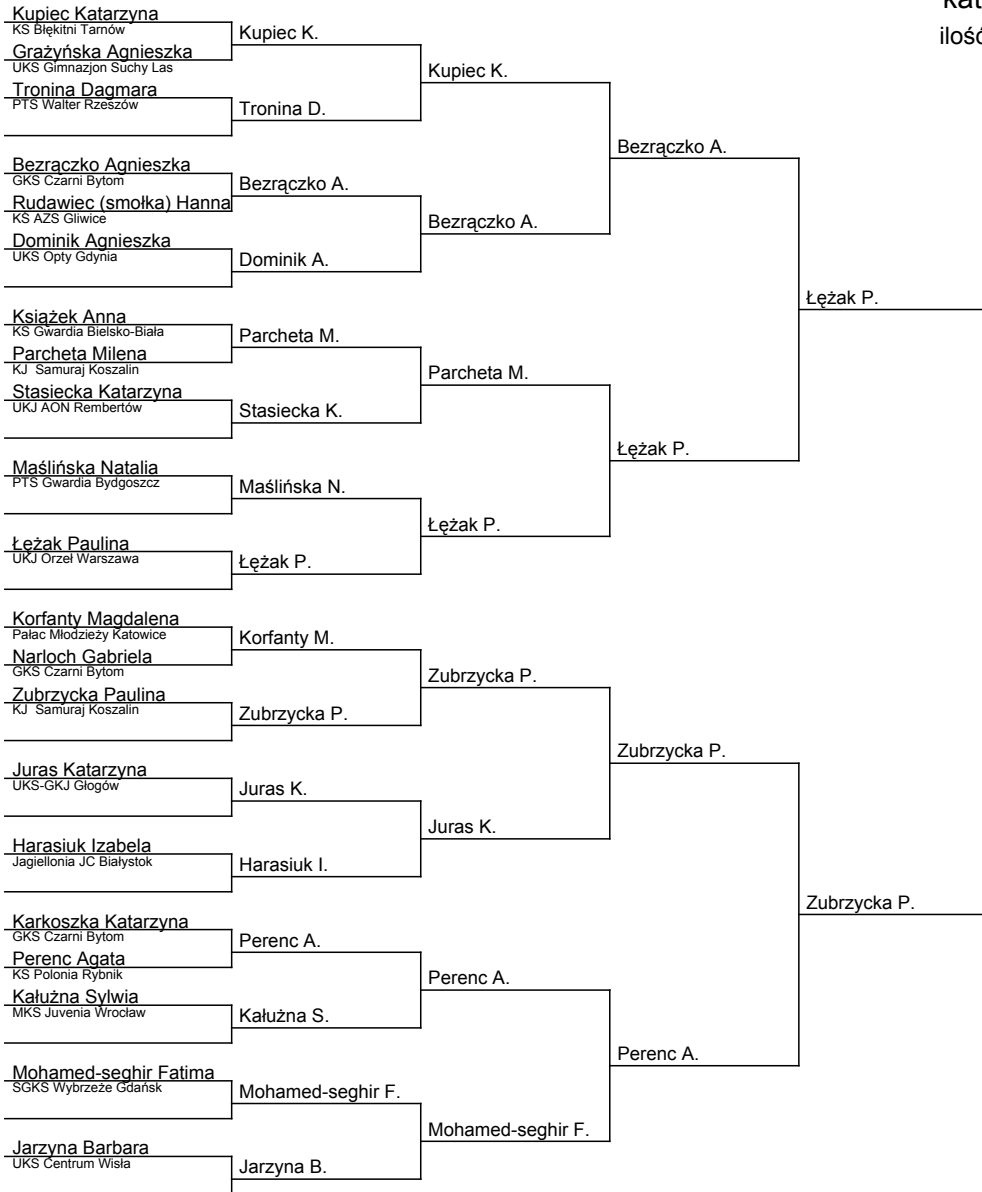 Kupiec Katarzyna
KS Błękitni Tarnów
Grażyńska Agnieszka
UKS Gimnazjon Suchy Las
Tronina Dagmara
PTS Walter Rzeszów
Bezrączko Agnieszka
GKS Czarni Bytom
Rudawiec (smołka) Hanna
KS AZS Gliwice
Dominik Agnieszka
UKS Opty Gdynia
Książek Anna
KS Gwardia Bielsko-Biała
Parcheta Milena
KJ Samuraj Koszalin
Stasiecka Katarzyna
UKJ AON Rembertów
Maślińska Natalia
PTS Gwardia Bydgoszcz
Łężak Paulina
UKJ Orzeł Warszawa
Korfanty Magdalena
Pałac Młodzieży Katowice
Narloch Gabriela
GKS Czarni Bytom
Zubrzycka Paulina
KJ Samuraj Koszalin
Juras Katarzyna
UKS-GKJ Głogów
Harasiuk Izabela
Jagiellonia JC Białystok
Karkoszka Katarzyna
GKS Czarni Bytom
Perenc Agata
KS Polonia Rybnik
Kałużna Sylwia
MKS Juvenia Wrocław
Mohamed-seghir Fatima
SGKS Wybrzeże Gdańsk
Jarzyna Barbara
UKS Centrum Wisła
Kupiec K.
Tronina D.
Bezrączko A.
Dominik A.
Parcheta M.
Stasiecka K.
Maślińska N.
Łężak P.
Korfanty M.
Zubrzycka P.
Juras K.
Harasiuk I.
Perenc A.
Kałużna S.
Mohamed-seghir F.
Jarzyna B.
Kupiec K.
Bezrączko A.
Parcheta M.
Łężak P.
Zubrzycka P.
Juras K.
Perenc A.
Mohamed-seghir F.
Bezrączko A.
Łężak P.
Zubrzycka P.
Perenc A.
Łężak P.
Zubrzycka P.